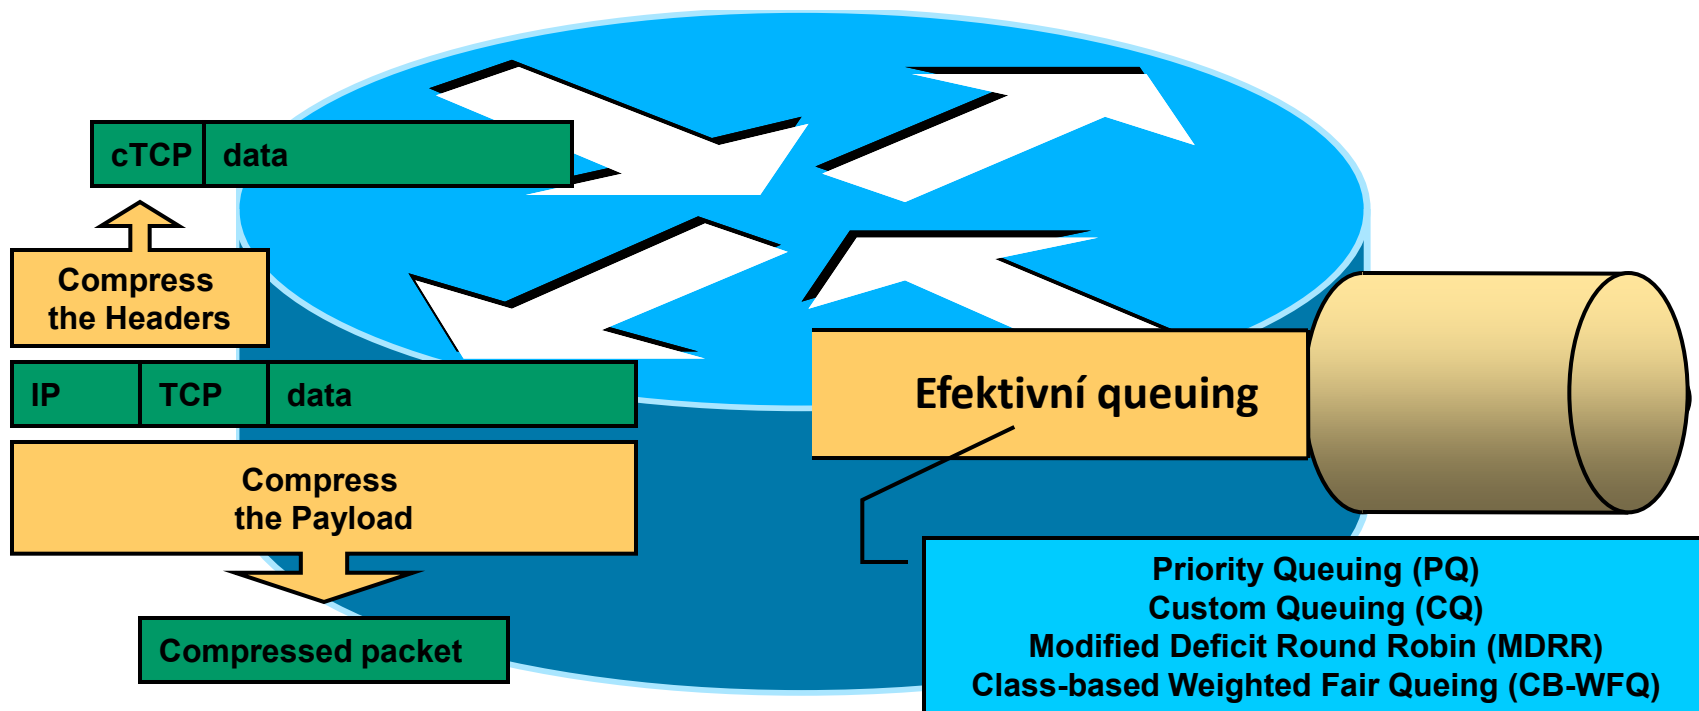 cTCP data
Compress
the Headers
IP TCP data
Efektivní queuing
Compress
the Payload
Compressed packet
Priority Queuing (PQ)
Custom Queuing (CQ)
Modified Deficit Round Robin (MDRR)
Class-based Weighted Fair Queing (CB-WFQ)